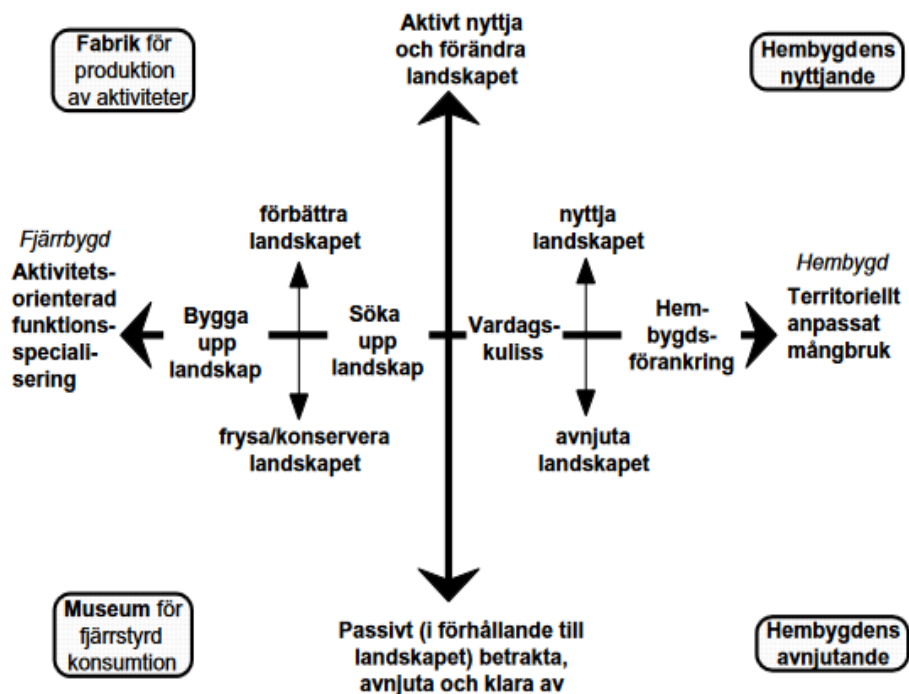 Fabrik för
produktion
av aktiviteter
Aktivt nyttja
och förändra
landskapet
Hembygdens
nyttjande
förbättra
landskapet
nyttja
landskapet
Fjärrbygd
Aktivitets-
orienterad
funktions-
speciali-
sering
Bygga
upp
landskap
Söka
upp
landskap
Vardags-
kuliss
Hem-
bygds-
förankring
Hembygd
Territoriellt
anpassat
mångbruk
frysa/konservera
landskapet
avnjuta
landskapet
Museum för
fjärrstyrd
konsumtion
Passivt (i förhållande till
landskapet) betrakta,
avnjuta och klara av
Hembygdens
avnjutande